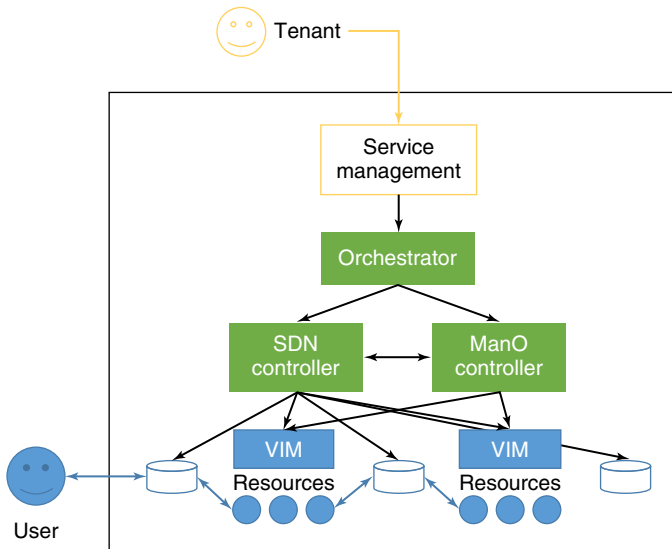 Tenant
Service
management
Orchestrator
SDN
controller
ManO
controller
VIM
VIM
Resources
Resources
User